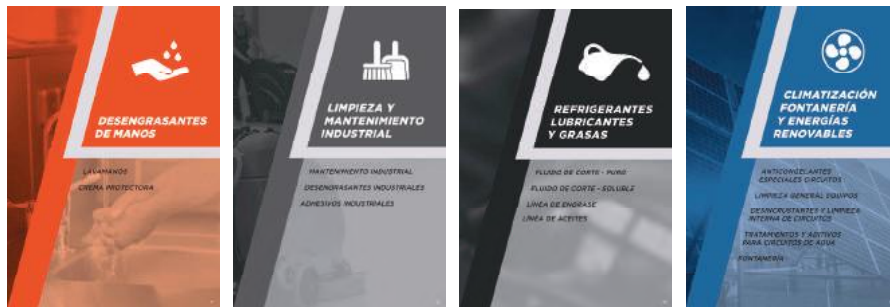 DESENGRASANTES
DE MANOS
LAVAMANOS
CREMA PROTECTORA
LIMPIEZA Y
MANTENIMIENTO
INDUSTRIAL
MANTENIMIENTO INDUSTRIAL
DESENGRASANTES INDUSTRIALES
ADHESIVOS INDUSTRIALES
REFRIGERANTES
LUBRICANTES
Y GRASAS
FLUIDO DE CORTE - PURO
FLUIDO DE CORTE - SOLUBLE
LÍNEA DE ENGRASE
LÍNEA DE ACEITES
CLIMATIZACIÓN
FONTANERÍA
Y ENERGÍAS
RENOVABLES
ANTICONGELANTES
ESPECIALES CIRCUITOS
LIMPIEZA GENERAL EQUIPOS
DESINCRUSTANTES Y LIMPIEZA
INTERNA DE CIRCUITOS
TRATAMIENTOS Y ADITIVOS
PARA CIRCUITOS DE AGUA
FONTANERÍA